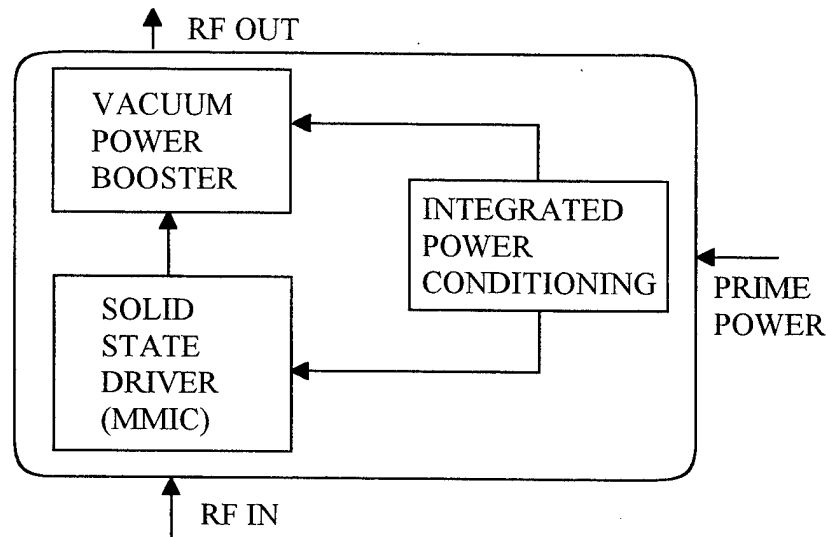 RF OUT
VACUUM
POWER
BOOSTER
INTEGRATED
POWER
CONDITIONING
PRIME
POWER
SOLID
STATE
DRIVER
(MMIC)
RF IN